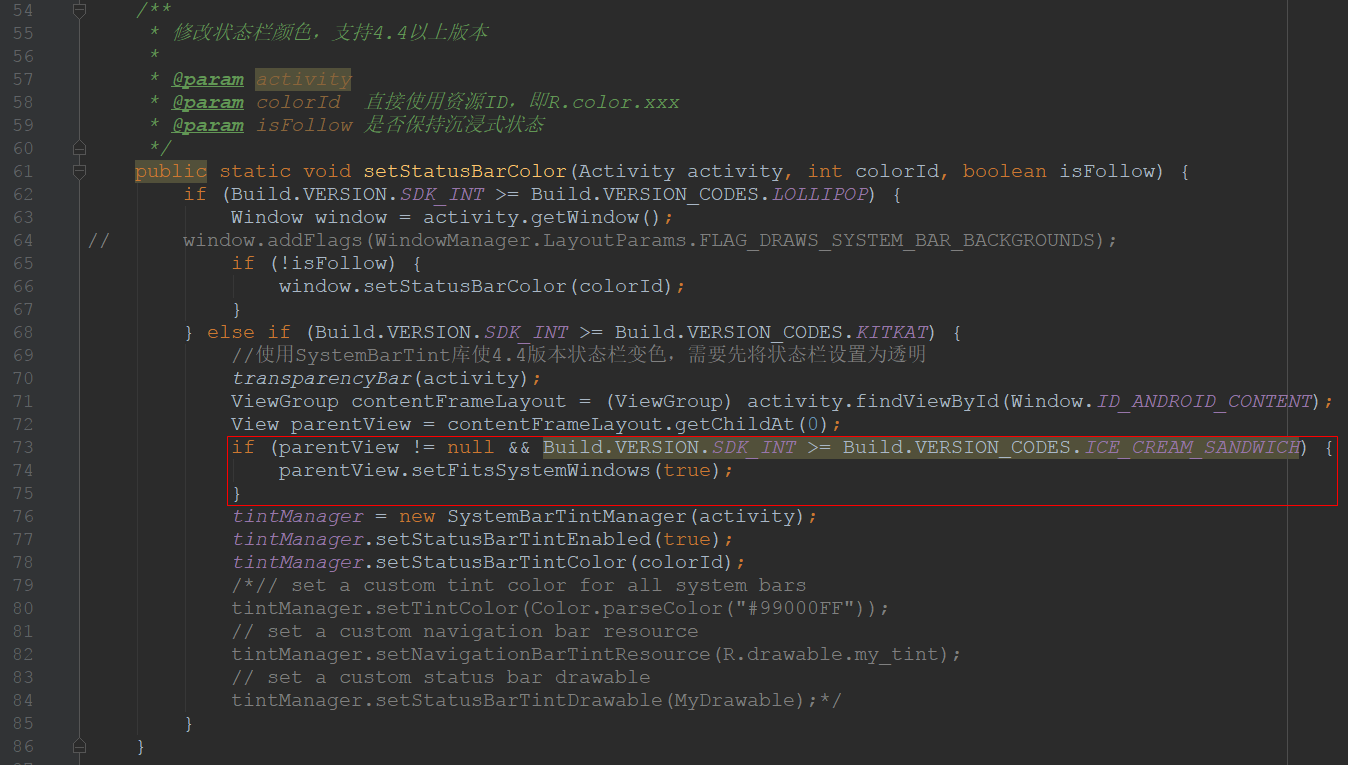 54 /**
55 * 修改状态栏颜色，支持4.4以上版本
56 *
57 * @param activity
58 * @param colorId 直接使用资源ID，即R.color.xxx
59 * @param isFollow 是否保持沉浸式状态
60 */
61 public static void setStatusBarColor(Activity activity, int colorId, boolean isFollow) {
62 if (Build.VERSION.SDK_INT >= Build.VERSION_CODES.LOLLIPOP) {
63 Window window = activity.getWindow();
64 // window.addFlags(WindowManager.LayoutParams.FLAG_DRAWS_SYSTEM_BAR_BACKGROUNDS);
65 if (!isFollow) {
66 window.setStatusBarColor(colorId);
67 }
68 } else if (Build.VERSION.SDK_INT >= Build.VERSION_CODES.KITKAT) {
69 //使用SystemBarTint库使4.4版本状态栏变色，需要先将状态栏设置为透明
70 transparencyBar(activity);
71 ViewGroup contentFrameLayout = (ViewGroup) activity.findViewById(Window.ID_ANDROID_CONTENT);
72 View parentView = contentFrameLayout.getChildAt(0);
73 if (parentView != null && Build.VERSION.SDK_INT >= Build.VERSION_CODES.ICE_CREAM_SANDWICH) {
74 parentView.setFitsSystemWindows(true);
75 }
76 tintManager = new SystemBarTintManager(activity);
77 tintManager.setStatusBarTintEnabled(true);
78 tintManager.setStatusBarTintColor(colorId);
79 /*// set a custom tint color for all system bars
80 tintManager.setTintColor(Color.parseColor("#99000FF"));
81 // set a custom navigation bar resource
82 tintManager.setNavigationBarTintResource(R.drawable.my_tint);
83 // set a custom status bar drawable
84 tintManager.setStatusBarTintDrawable(MyDrawable);*/
85 }
86 }